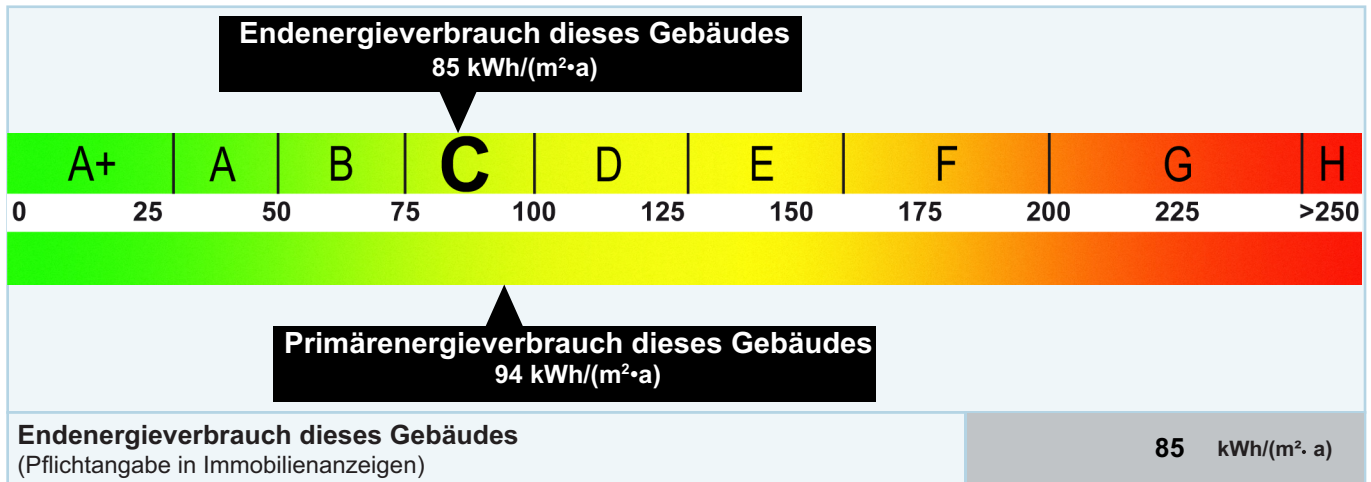 Endenergieverbrauch dieses Gebäudes
85 kWh/(m²•a)
A+ A B C D E F G H
0 25 50 75 100 125 150 175 200 225 >250
Primärenergieverbrauch dieses Gebäudes
94 kWh/(m²•a)
Endenergieverbrauch dieses Gebäudes
(Pflichtangabe in Immobilienanzeigen)
85 kWh/(m²· a)